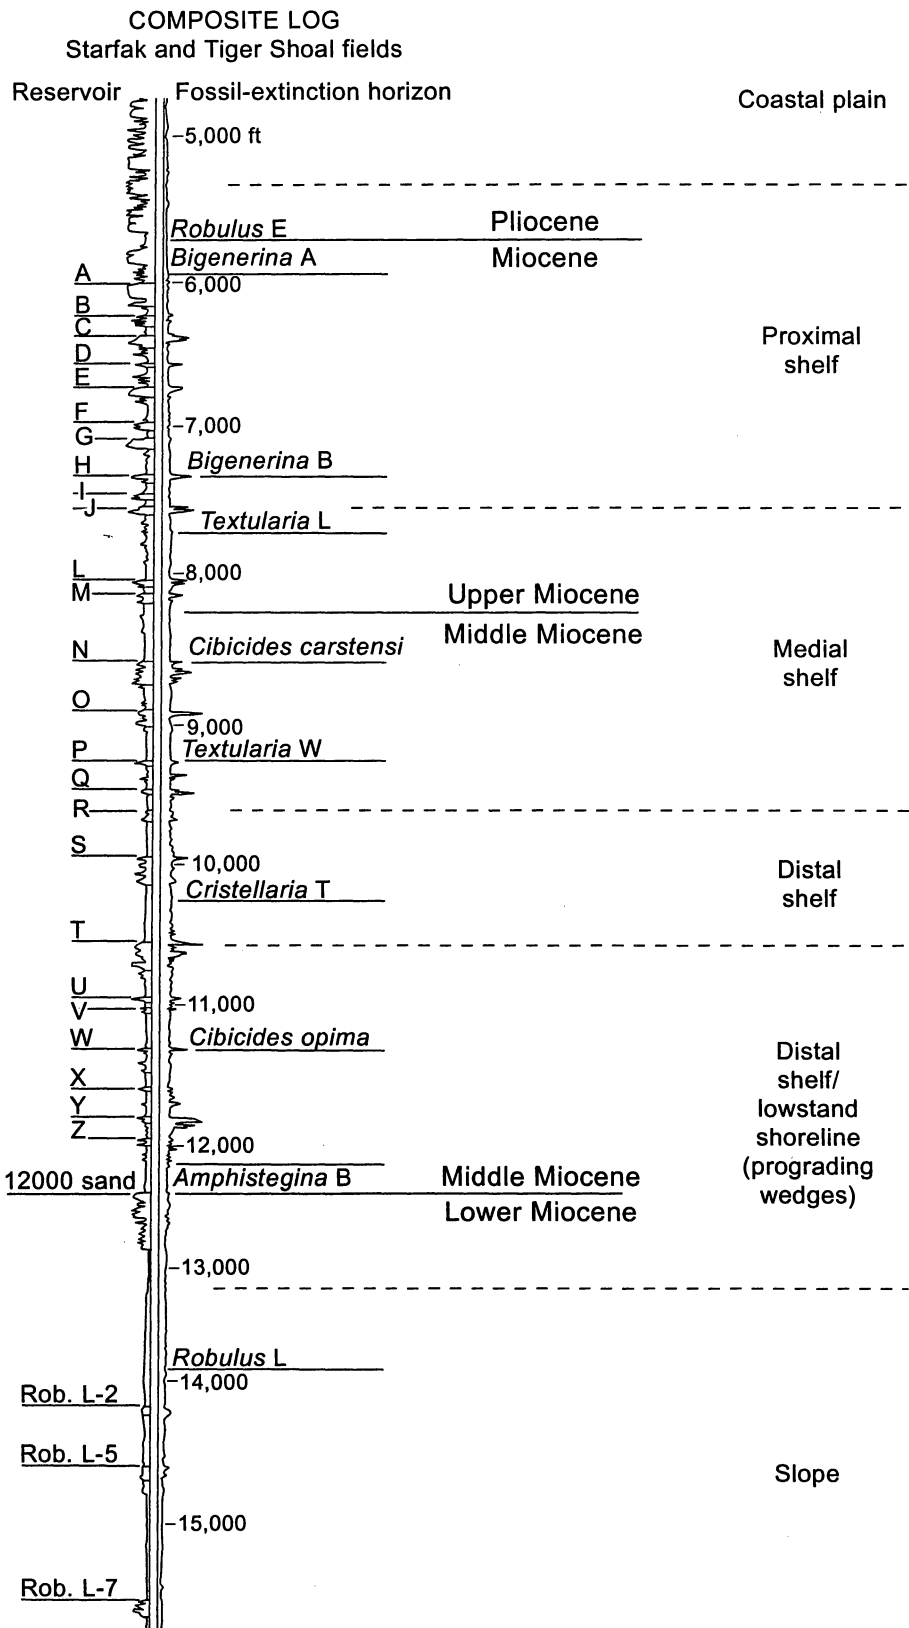 COMPOSITE LOG
Starfak and Tiger Shoal fields
Reservoir
Fossil-extinction horizon
Coastal plain
5,000 ft
Robulus E
Pliocene
Bigenerina A
Miocene
A
6,000
B
C
Proximal
shelf
D
E
F
7,000
G
H
Bigenerina B
I
J
Textularia L
L
8,000
M
Upper Miocene
Middle Miocene
N
Cibicides carstensi
Medial
shelf
O
9,000
P
Textularia W
Q
R
S
10,000
Distal
shelf
Cristellaria T
T
U
11,000
V
W
Cibicides opima
Distal
shelf/
lowstand
shoreline
(prograding
wedges)
X
Y
Z
12,000
12000 sand
Amphistegina B
Middle Miocene
Lower Miocene
13,000
Robulus L
14,000
Rob. L-2
Rob. L-5
Slope
15,000
Rob. L-7